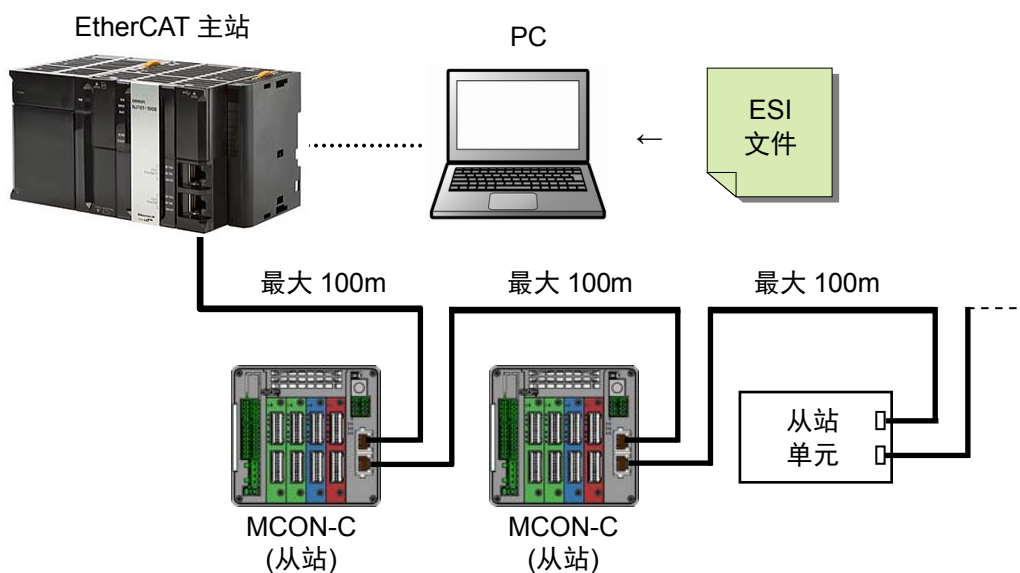 EtherCAT 主站
PC
ESI
文件
←
最大 100m
最大 100m
最大 100m
从站
单元
MCON-C
(从站)
MCON-C
(从站)